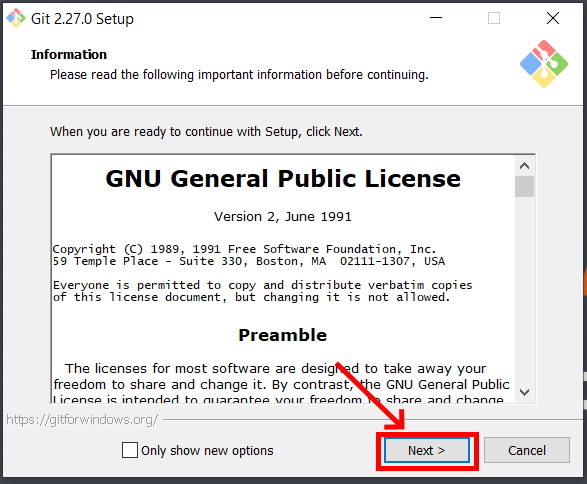 Git 2.27.0 Setup
Information
Please read the following important information before continuing.
When you are ready to continue with Setup, click Next.
GNU General Public License
Version 2, June 1991
Copyright (C) 1989, 1991 Free Software Foundation, Inc.
59 Temple Place - Suite 330, Boston, MA  02111-1307, USA
Everyone is permitted to copy and distribute verbatim copies
of this license document, but changing it is not allowed.
Preamble
The licenses for most software are designed to take away your
freedom to share and change it. By contrast, the GNU General Public
License is intended to guarantee your freedom to share and change
https://gitforwindows.org/
Only show new options
Next >
Cancel